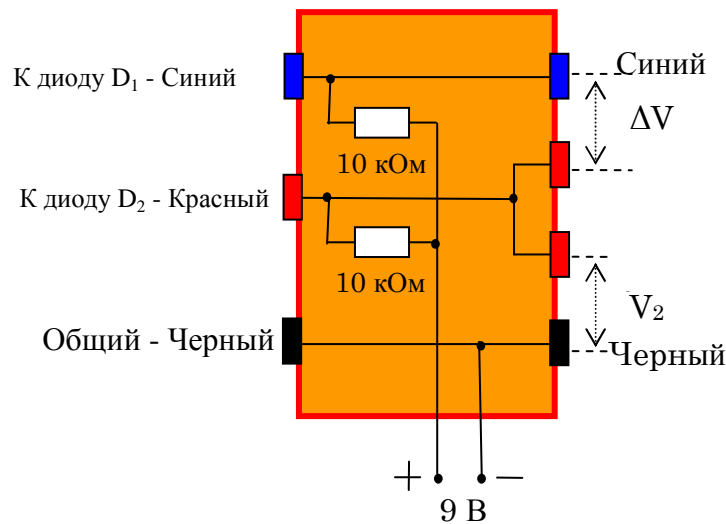 К диоду D₁ - Синий
Синий
ΔV
10 кОм
К диоду D₂ - Красный
10 кОм
V₂
Общий - Черный
Черный
+ −
9 В